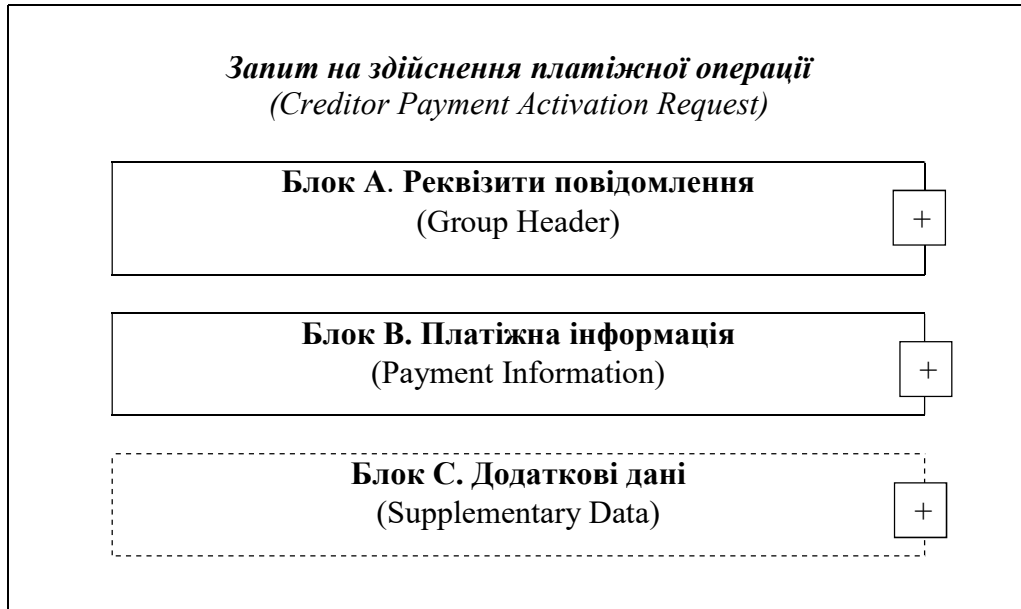 Запит на здійснення платіжної операції
(Creditor Payment Activation Request)
Блок A. Реквізити повідомлення
(Group Header)
+
Блок B. Платіжна інформація
(Payment Information)
+
Блок C. Додаткові дані
(Supplementary Data)
+